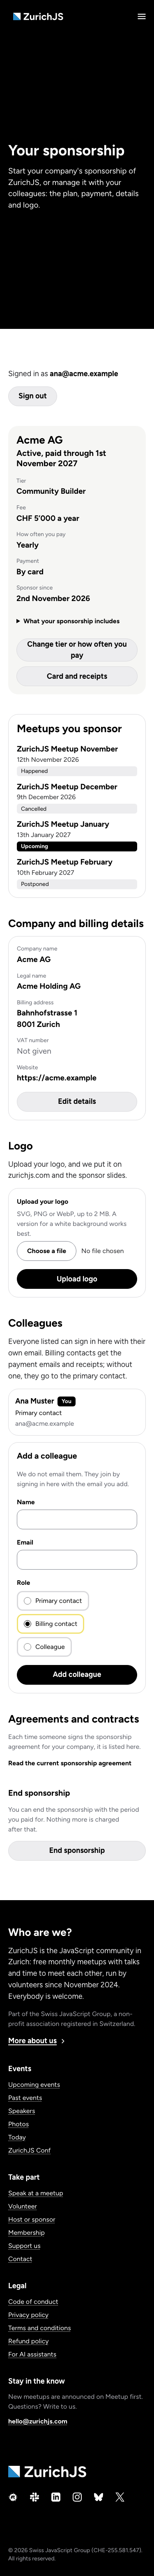 ZurichJS
Your sponsorship
Start your company's sponsorship of
ZurichJS, or manage it with your
colleagues: the plan, payment, details
and logo.
Signed in as ana@acme.example
Sign out
Acme AG
Active, paid through 1st
November 2027
Tier
Community Builder
Fee
CHF 5'000 a year
How often you pay
Yearly
Payment
By card
Sponsor since
2nd November 2026
What your sponsorship includes
Change tier or how often you
pay
Card and receipts
Meetups you sponsor
ZurichJS Meetup November
12th November 2026
Happened
ZurichJS Meetup December
9th December 2026
Cancelled
ZurichJS Meetup January
13th January 2027
Upcoming
ZurichJS Meetup February
10th February 2027
Postponed
Company and billing details
Company name
Acme AG
Legal name
Acme Holding AG
Billing address
Bahnhofstrasse 1
8001 Zurich
VAT number
Not given
Website
https://acme.example
Edit details
Logo
Upload your logo, and we put it on
zurichjs.com and the sponsor slides.
Upload your logo
SVG, PNG or WebP, up to 2 MB. A
version for a white background works
best.
Choose a file No file chosen
Upload logo
Colleagues
Everyone listed can sign in here with their
own email. Billing contacts get the
payment emails and receipts; without
one, they go to the primary contact.
Ana Muster You
Primary contact
ana@acme.example
Add a colleague
We do not email them. They join by
signing in here with the email you add.
Name
Email
Role
Primary contact
Billing contact
Colleague
Add colleague
Agreements and contracts
Each time someone signs the sponsorship
agreement for your company, it is listed here.
Read the current sponsorship agreement
End sponsorship
You can end the sponsorship with the period
you paid for. Nothing more is charged
after that.
End sponsorship
Who are we?
ZurichJS is the JavaScript community in
Zurich: free monthly meetups with talks
and time to meet each other, run by
volunteers since November 2024.
Everybody is welcome.
Part of the Swiss JavaScript Group, a non-
profit association registered in Switzerland.
More about us
Events
Upcoming events
Past events
Speakers
Photos
Today
ZurichJS Conf
Take part
Speak at a meetup
Volunteer
Host or sponsor
Membership
Support us
Contact
Legal
Code of conduct
Privacy policy
Terms and conditions
Refund policy
For AI assistants
Stay in the know
New meetups are announced on Meetup first.
Questions? Write to us.
hello@zurichjs.com
ZurichJS
© 2026 Swiss JavaScript Group (CHE-255.581.547).
All rights reserved.